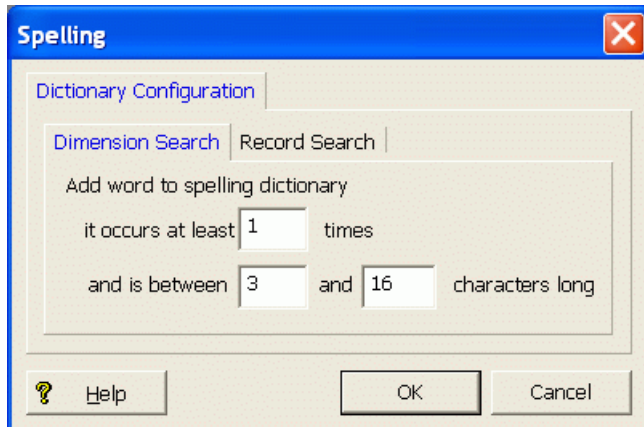 Spelling
Dictionary Configuration
Dimension Search Record Search
Add word to spelling dictionary
it occurs at least 1 times
and is between 3 and 16 characters long
? Help OK Cancel